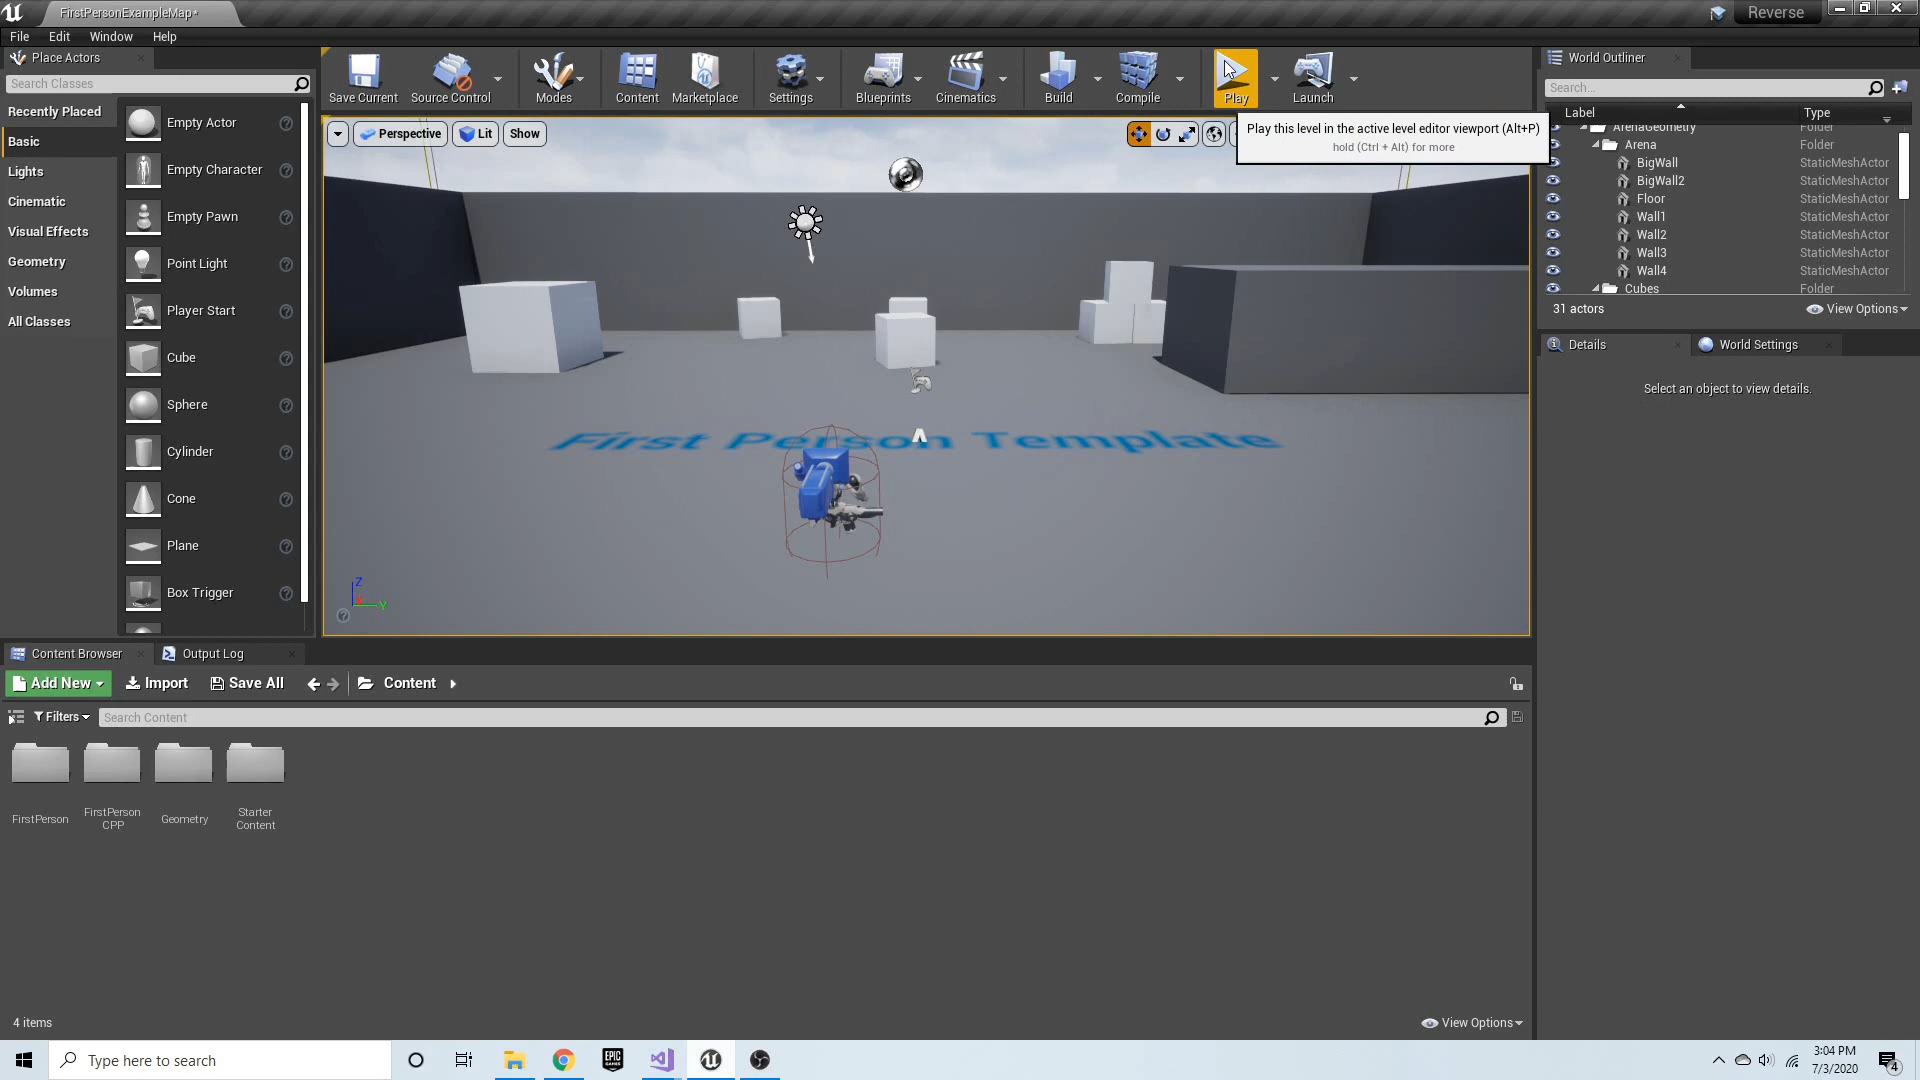 FirstPersonExampleMap*
Reverse
File Edit Window Help
Place Actors
Search Classes
Recently Placed
Basic
Lights
Cinematic
Visual Effects
Geometry
Volumes
All Classes
Empty Actor
Empty Character
Empty Pawn
Point Light
Player Start
Cube
Sphere
Cylinder
Cone
Plane
Box Trigger
Save Current
Source Control
Modes
Content
Marketplace
Settings
Blueprints
Cinematics
Build
Compile
Play
Launch
Perspective
Lit
Show
Play this level in the active level editor viewport (Alt+P)
hold (Ctrl + Alt) for more
First Person Template
Z
X
Y
World Outliner
Search...
Label Type
ArenaGeometry Folder
Arena Folder
BigWall StaticMeshActor
BigWall2 StaticMeshActor
Floor StaticMeshActor
Wall1 StaticMeshActor
Wall2 StaticMeshActor
Wall3 StaticMeshActor
Wall4 StaticMeshActor
Cubes Folder
31 actors
View Options
Details
World Settings
Select an object to view details.
Content Browser
Output Log
Add New
Import
Save All
Content
Filters
Search Content
FirstPerson
FirstPerson
CPP
Geometry
Starter
Content
4 items
View Options
Type here to search
EPIC
GAMES
3:04 PM
7/3/2020
4